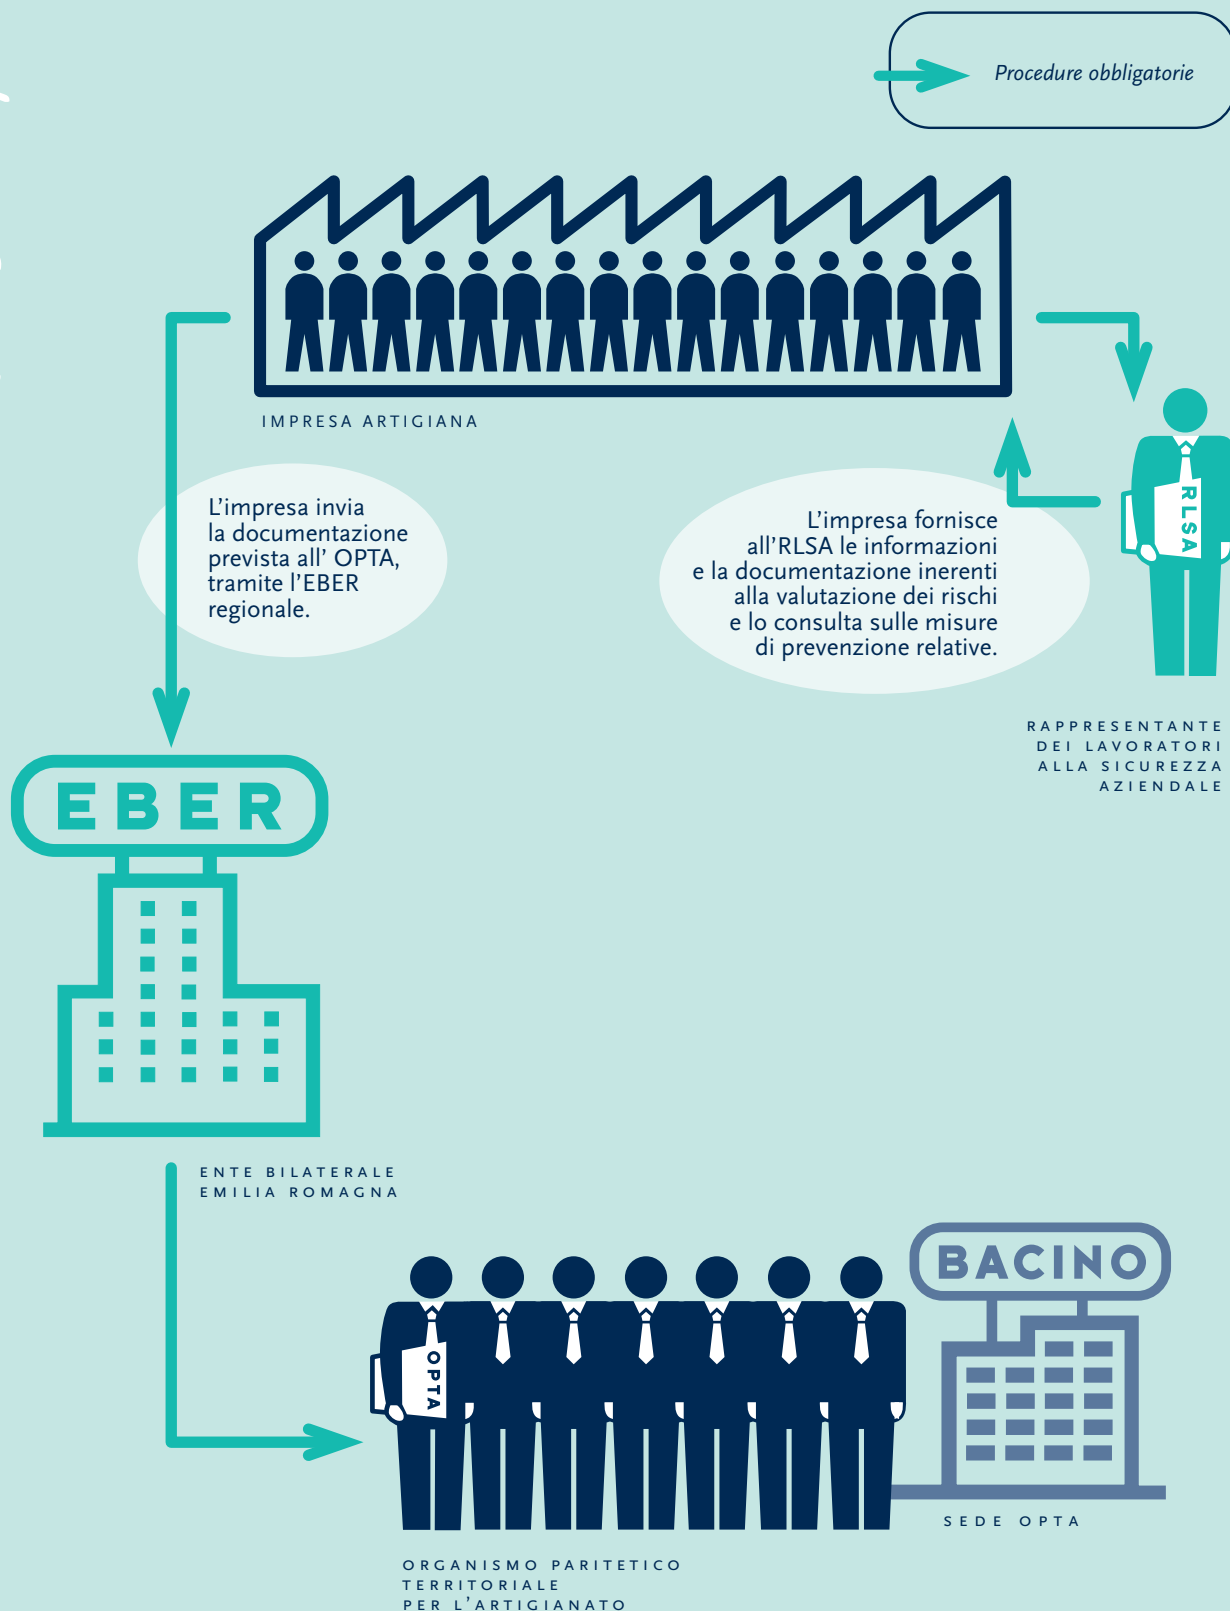 Procedure obbligatorie
IMPRESA ARTIGIANA
L'impresa invia
la documentazione
prevista all' OPTA,
tramite l'EBER
regionale.
L'impresa fornisce
all'RLSA le informazioni
e la documentazione inerenti
alla valutazione dei rischi
e lo consulta sulle misure
di prevenzione relative.
RLSA
RAPPRESENTANTE
DEI LAVORATORI
ALLA SICUREZZA
AZIENDALE
EBER
ENTE BILATERALE
EMILIA ROMAGNA
BACINO
OPTA
SEDE OPTA
ORGANISMO PARITETICO
TERRITORIALE
PER L'ARTIGIANATO